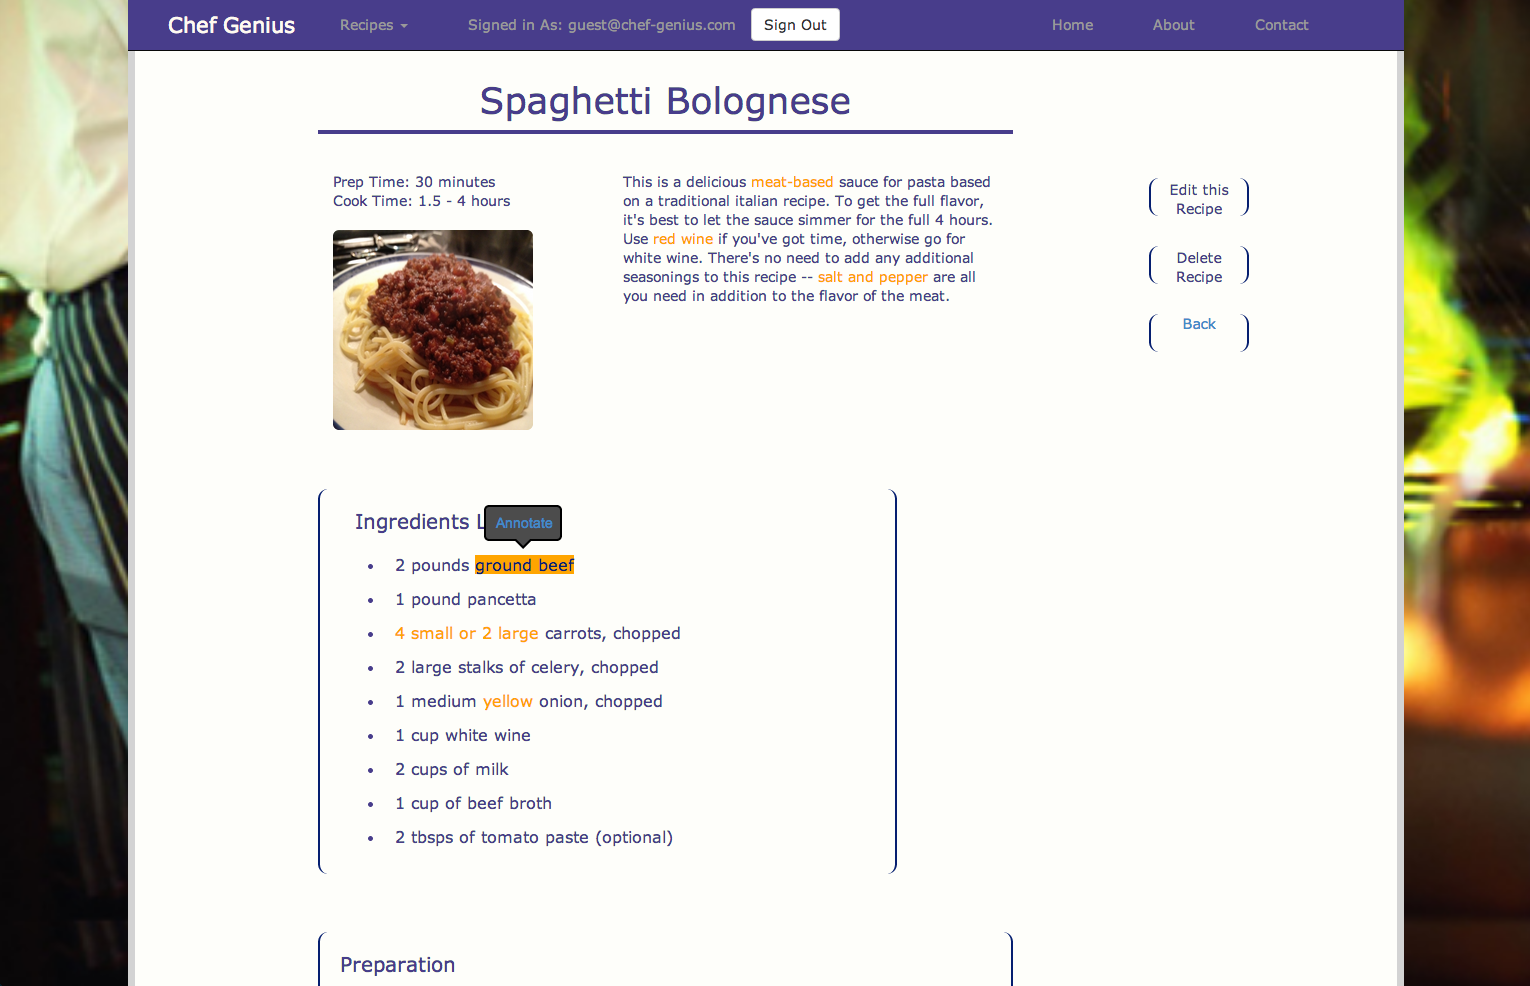 Chef Genius Recipes Signed in As: guest@chef-genius.com Sign Out Home About Contact
Spaghetti Bolognese
Prep Time: 30 minutes
Cook Time: 1.5 - 4 hours
This is a delicious meat-based sauce for pasta based
on a traditional italian recipe. To get the full flavor,
it's best to let the sauce simmer for the full 4 hours.
Use red wine if you've got time, otherwise go for
white wine. There's no need to add any additional
seasonings to this recipe -- salt and pepper are all
you need in addition to the flavor of the meat.
Edit this
Recipe
Delete
Recipe
Back
Ingredients
Annotate
• 2 pounds ground beef
• 1 pound pancetta
• 4 small or 2 large carrots, chopped
• 2 large stalks of celery, chopped
• 1 medium yellow onion, chopped
• 1 cup white wine
• 2 cups of milk
• 1 cup of beef broth
• 2 tbsps of tomato paste (optional)
Preparation